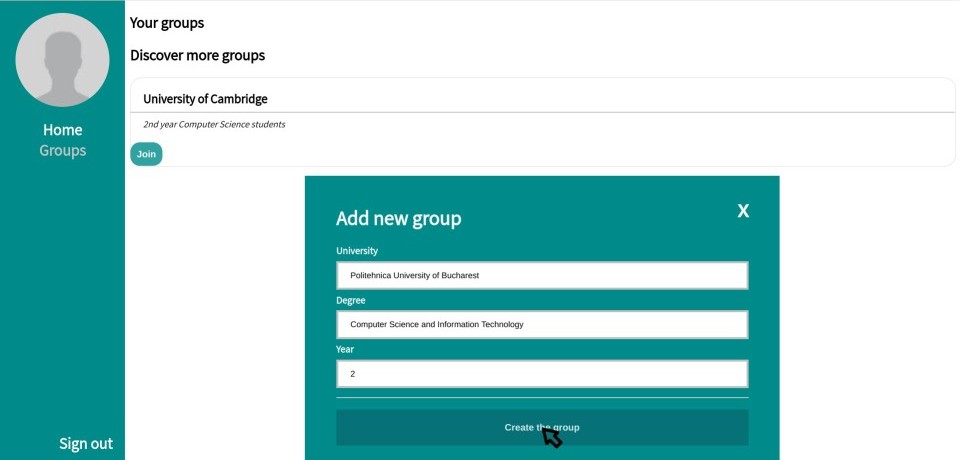 Home
Groups
Sign out
Your groups
Discover more groups
University of Cambridge
2nd year Computer Science students
Join
Add new group
X
University
Politehnica University of Bucharest
Degree
Computer Science and Information Technology
Year
2
Create the group